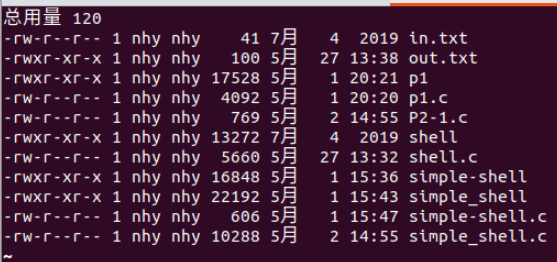 总用量 120
-rw-r--r-- 1 nhy nhy    41 7月   4  2019 in.txt
-rwxr-xr-x 1 nhy nhy   100 5月  27 13:38 out.txt
-rwxr-xr-x 1 nhy nhy 17528 5月   1 20:21 p1
-rw-r--r-- 1 nhy nhy  4092 5月   1 20:20 p1.c
-rw-r--r-- 1 nhy nhy   769 5月   2 14:55 P2-1.c
-rwxr-xr-x 1 nhy nhy 13272 7月   4  2019 shell
-rw-r--r-- 1 nhy nhy  5660 5月  27 13:32 shell.c
-rwxr-xr-x 1 nhy nhy 16848 5月   1 15:36 simple-shell
-rwxr-xr-x 1 nhy nhy 22192 5月   1 15:43 simple_shell
-rw-r--r-- 1 nhy nhy   606 5月   1 15:47 simple-shell.c
-rw-r--r-- 1 nhy nhy 10288 5月   2 14:55 simple_shell.c
~